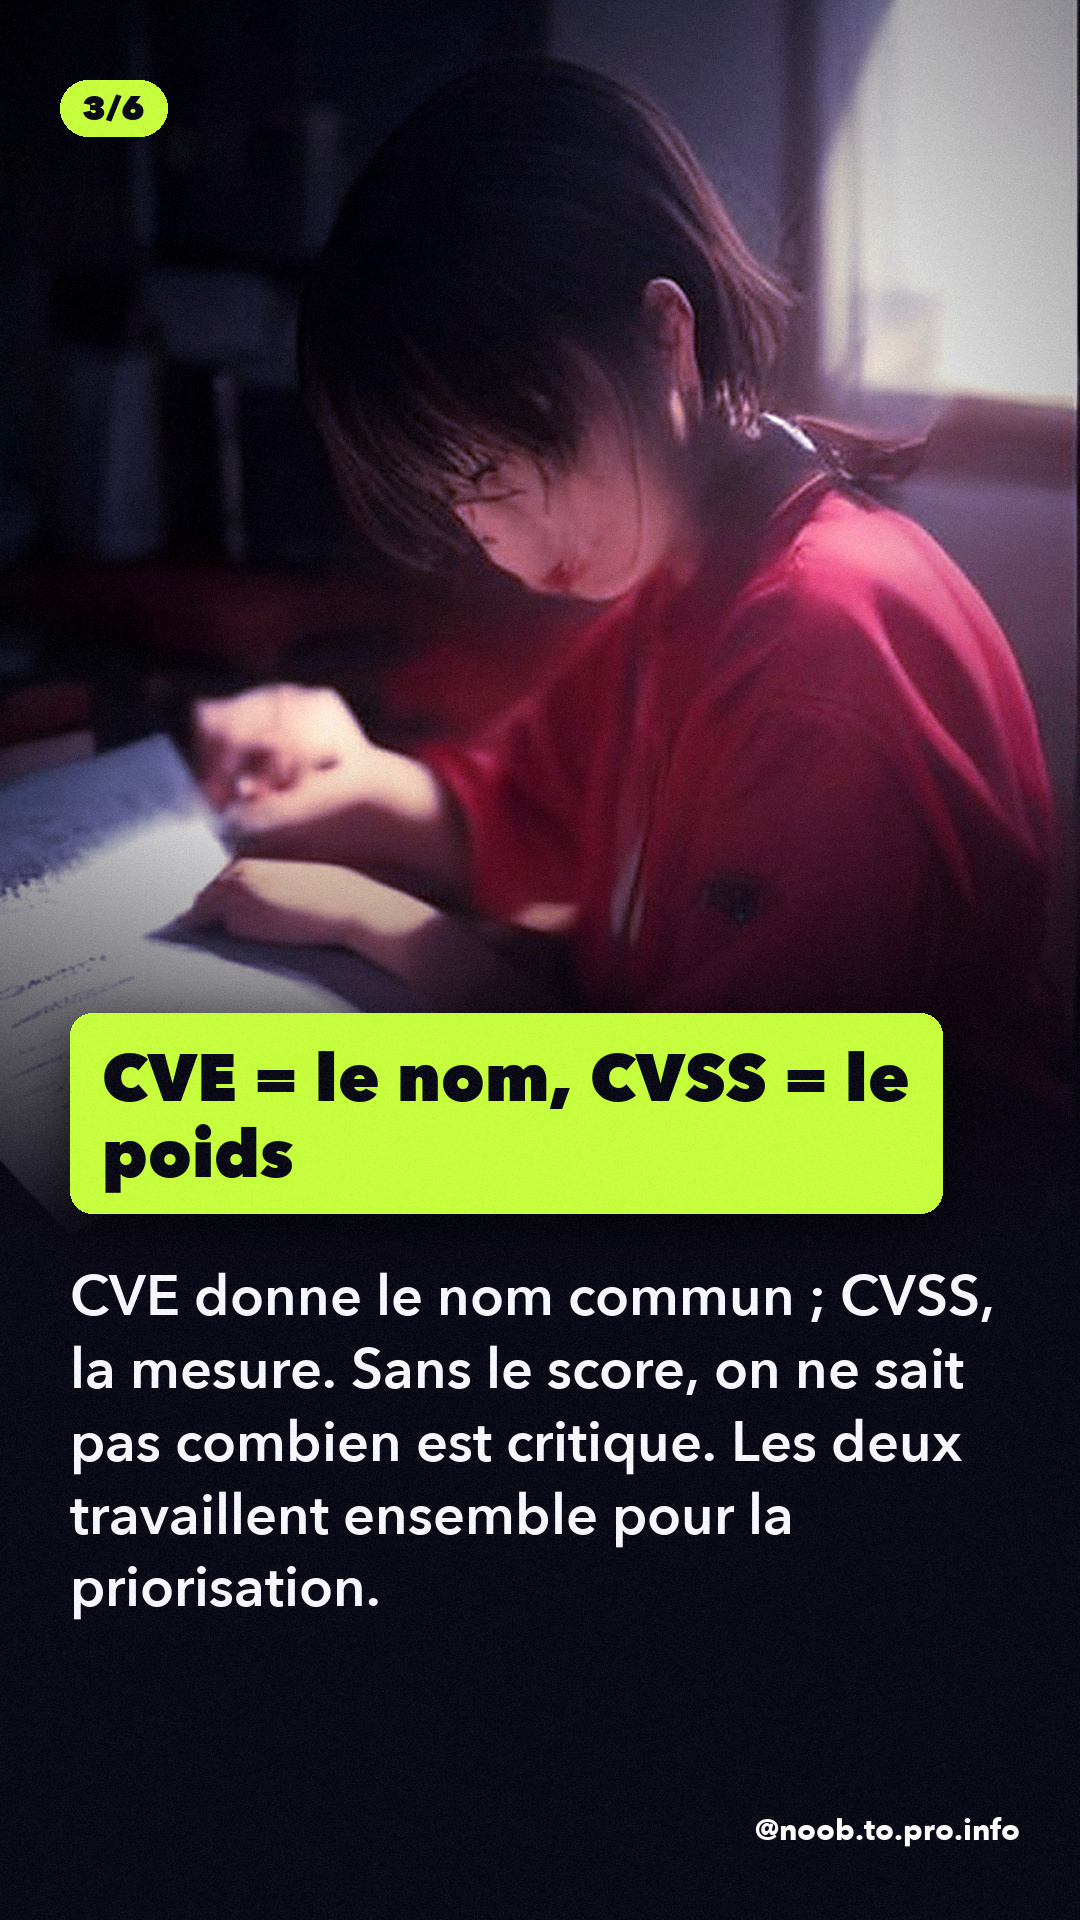 3/6
CVE = le nom, CVSS = le
poids
CVE donne le nom commun ; CVSS,
la mesure. Sans le score, on ne sait
pas combien est critique. Les deux
travaillent ensemble pour la
priorisation.
@noob.to.pro.info